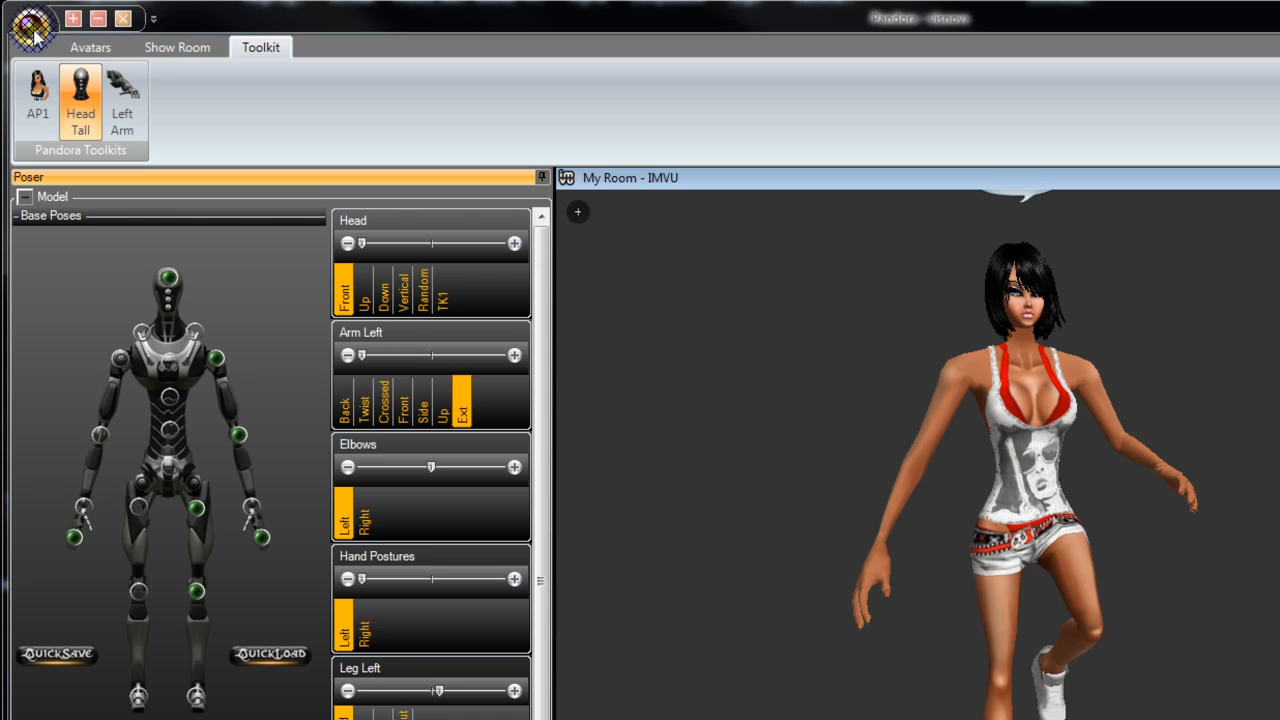 Pandora - visnova
Avatars
Show Room
Toolkit
AP1
Head
Tall
Left
Arm
Pandora Toolkits
Poser
My Room - IMVU
Model
Base Poses
Head
Front
Up
Down
Vertical
Random
TK1
Arm Left
Back
Twist
Crossed
Front
Side
Up
Ext
Elbows
Left
Right
Hand Postures
Left
Right
QUICKSAVE
QUICKLOAD
Leg Left